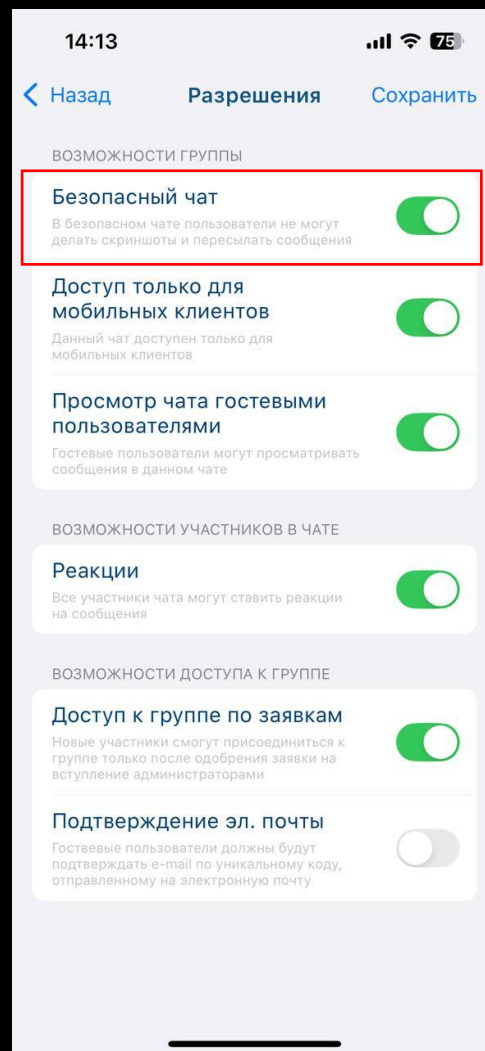 14:13
75
Назад Разрешения Сохранить
ВОЗМОЖНОСТИ ГРУППЫ
Безопасный чат
В безопасном чате пользователи не могут
делать скриншоты и пересылать сообщения
Доступ только для
мобильных клиентов
Данный чат доступен только для
мобильных клиентов
Просмотр чата гостевыми
пользователями
Гостевые пользователи могут просматривать
сообщения в данном чате
ВОЗМОЖНОСТИ УЧАСТНИКОВ В ЧАТЕ
Реакции
Все участники чата могут ставить реакции
на сообщения
ВОЗМОЖНОСТИ ДОСТУПА К ГРУППЕ
Доступ к группе по заявкам
Новые участники смогут присоединиться к
группе только после одобрения заявки на
вступление администраторами
Подтверждение эл. почты
Гоствевые пользователи должны будут
подтверждать e-mail по уникальному коду,
отправленному на электронную почту